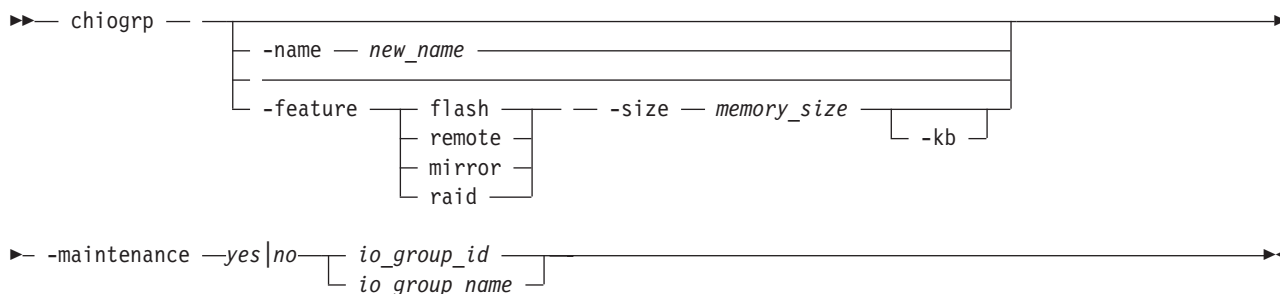 chiogrp
-name new_name
-feature flash -size memory_size
remote -kb
mirror
raid
-maintenance yes|no io_group_id
io_group_name